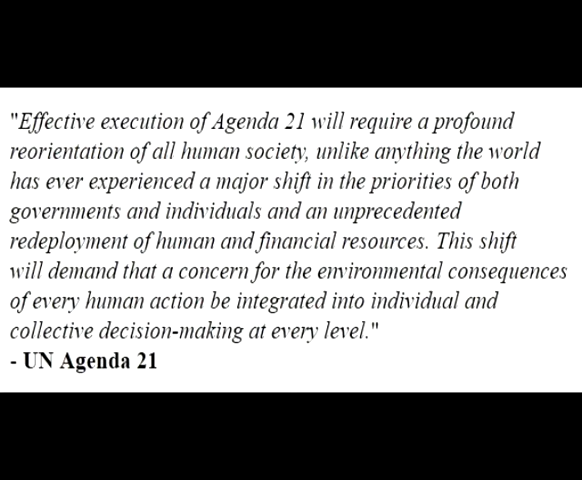 "Effective execution of Agenda 21 will require a profound
reorientation of all human society, unlike anything the world
has ever experienced a major shift in the priorities of both
governments and individuals and an unprecedented
redeployment of human and financial resources. This shift
will demand that a concern for the environmental consequences
of every human action be integrated into individual and
collective decision-making at every level."
- UN Agenda 21